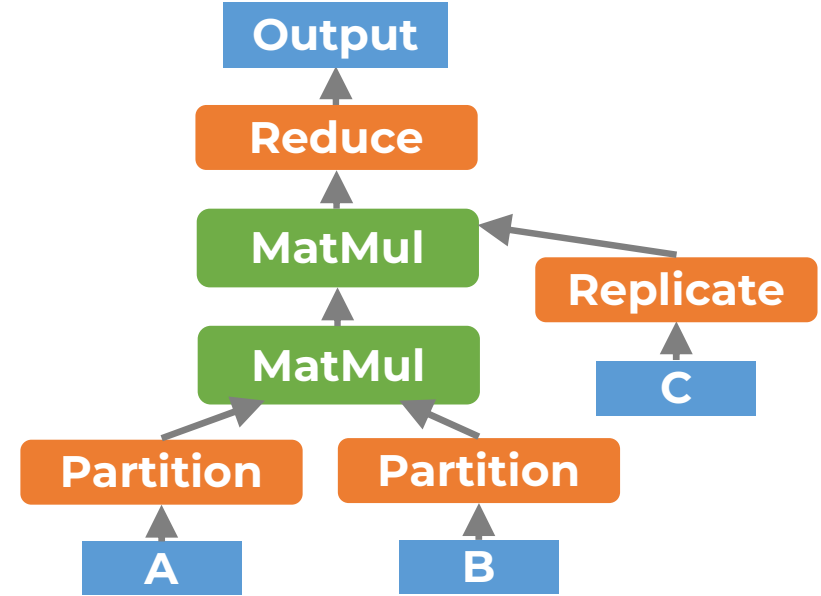 Output
Reduce
MatMul
Replicate
MatMul
C
Partition
Partition
A
B